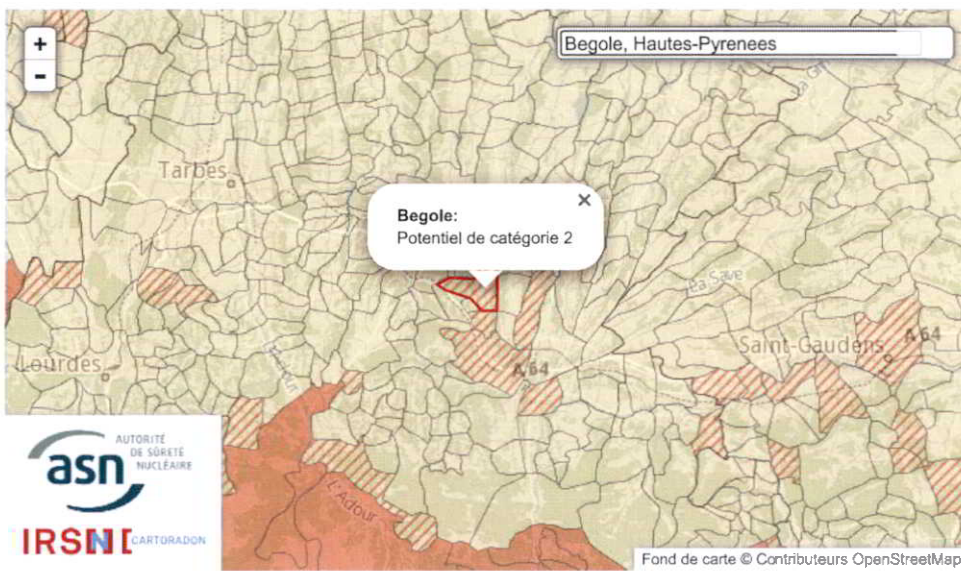 +
-
Begole, Hautes-Pyrenees
Tarbes
×
Begole:
Potentiel de catégorie 2
La Save
Saint-Gaudens
A 64
A 64
Lourdes
L'Adour
AUTORITÉ
DE SÛRETÉ
NUCLÉAIRE
asn
IRSN
CARTORADON
Fond de carte © Contributeurs OpenStreetMap